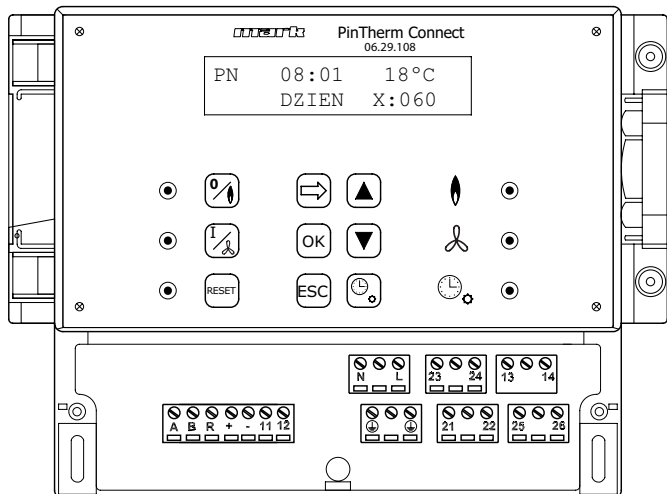 mark PinTherm Connect
06.29.108
PN 08:01 18°C
DZIEN X:060
0/
I/
OK
RESET
ESC
N L
23 24
13 14
A B R + - 11 12
21 22
25 26